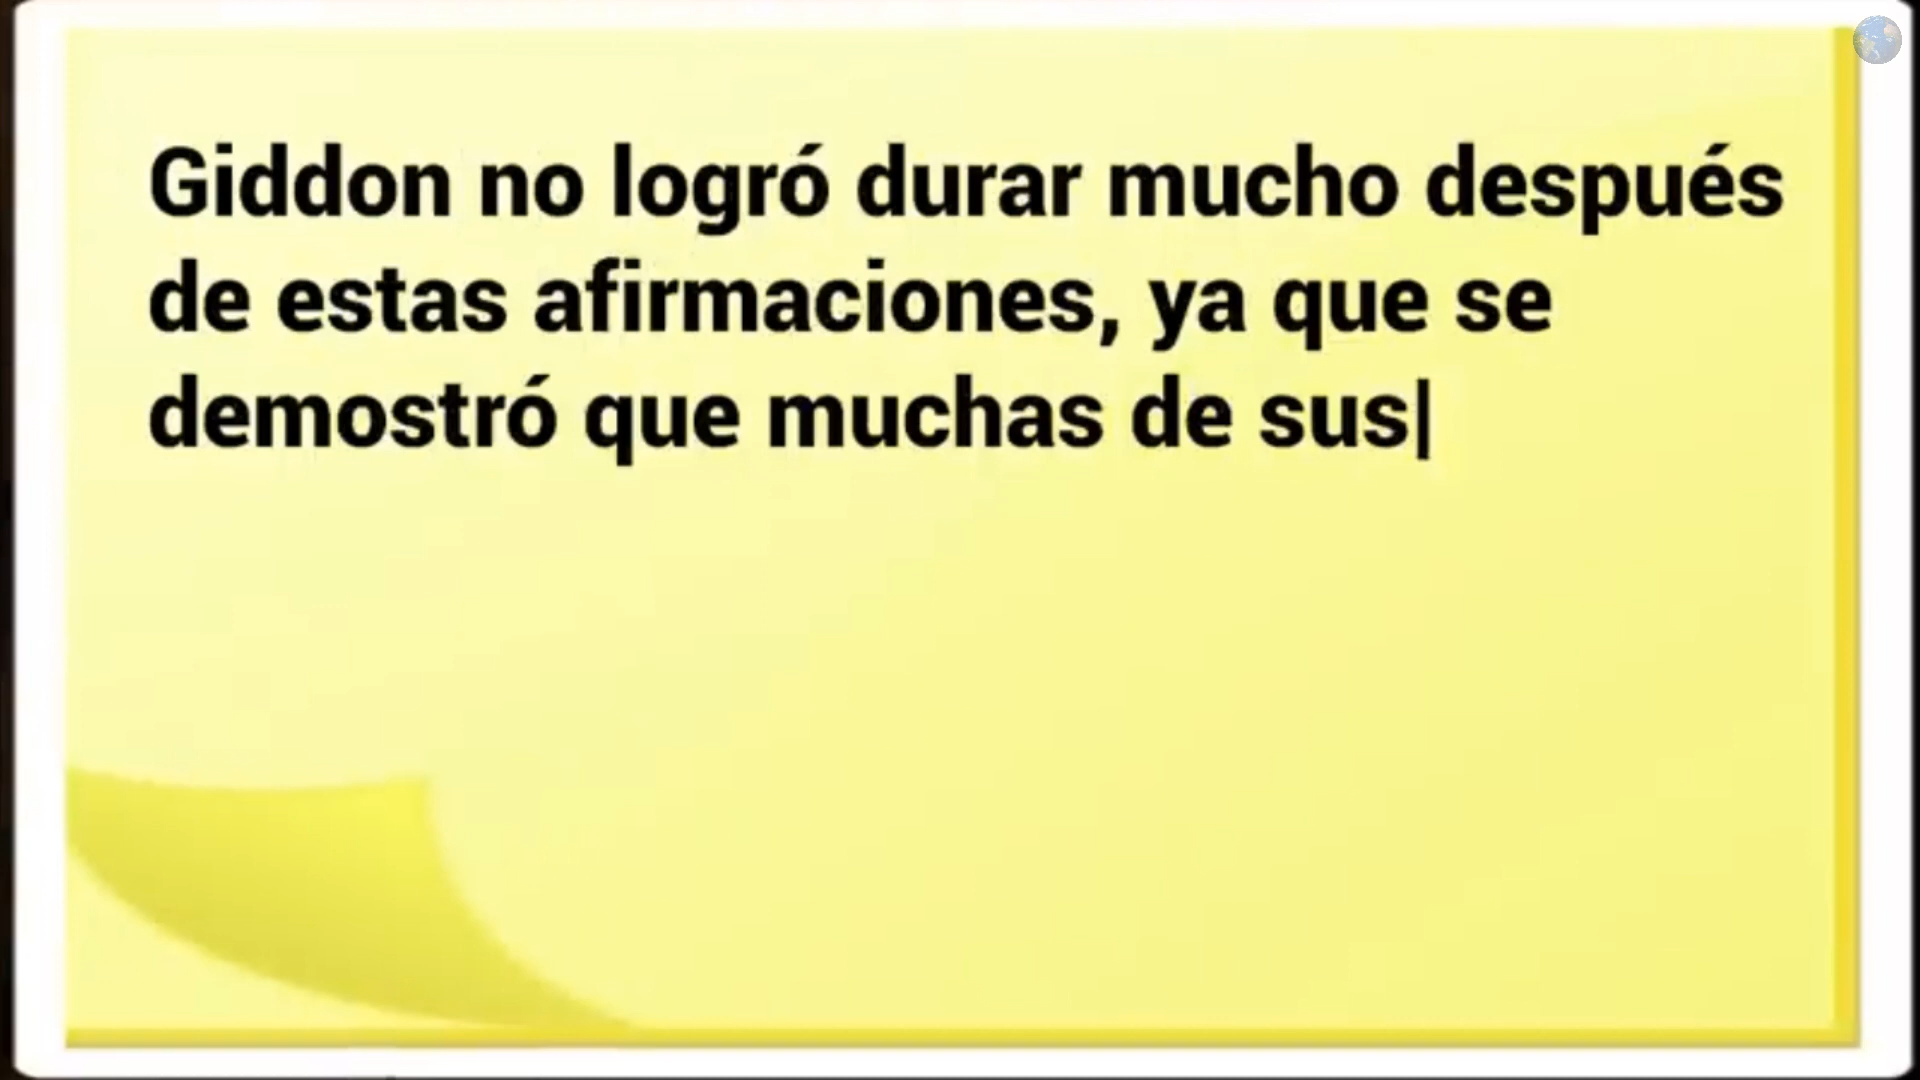 Giddon no logró durar mucho después
de estas afirmaciones, ya que se
demostró que muchas de sus